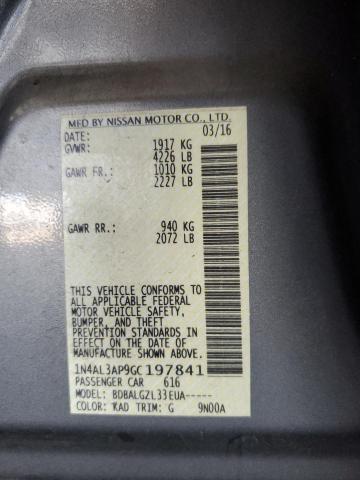 MFD BY NISSAN MOTOR CO., LTD.
DATE: 03/16
GVWR: 1917 KG
4226 LB
GAWR FR.: 1010 KG
2227 LB
GAWR RR.: 940 KG
2072 LB
THIS VEHICLE CONFORMS TO
ALL APPLICABLE FEDERAL
MOTOR VEHICLE SAFETY,
BUMPER, AND THEFT
PREVENTION STANDARDS
IN EFFECT ON THE DATE OF
MANUFACTURE SHOWN ABOVE.
1N4AL3AP9GC197841
PASSENGER CAR 616
MODEL: BDBALGZL33EUA-----
COLOR: KAD TRIM: G 9N00A